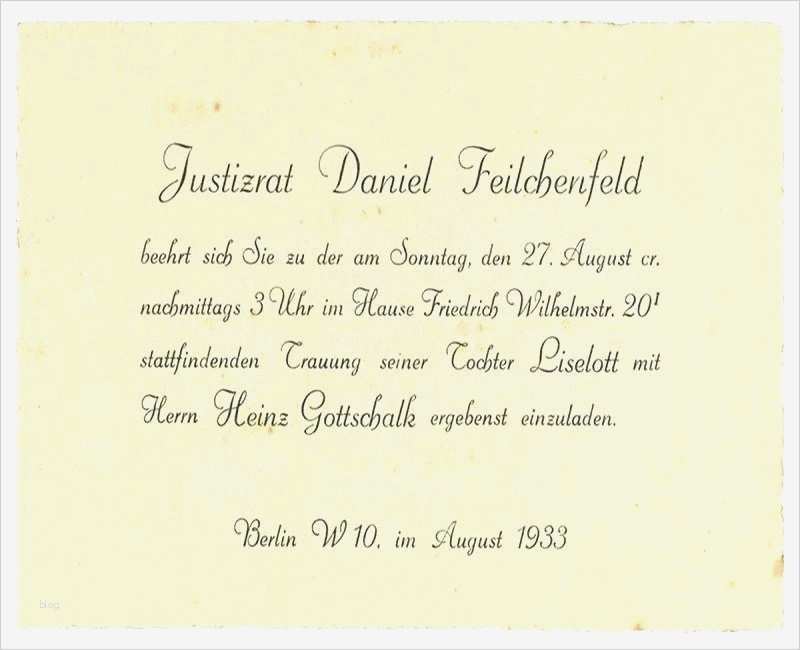 Justizrat Daniel Feilchenfeld
beehrt sich Sie zu der am Sonntag, den 27. August cr.
nachmittags 3 Uhr im Hause Friedrich Wilhelmstr. 20ᴵ
stattfindenden Trauung seiner Tochter Liselott mit
Herrn Heinz Gottschalk ergebenst einzuladen.
Berlin W 10, im August 1933
blog